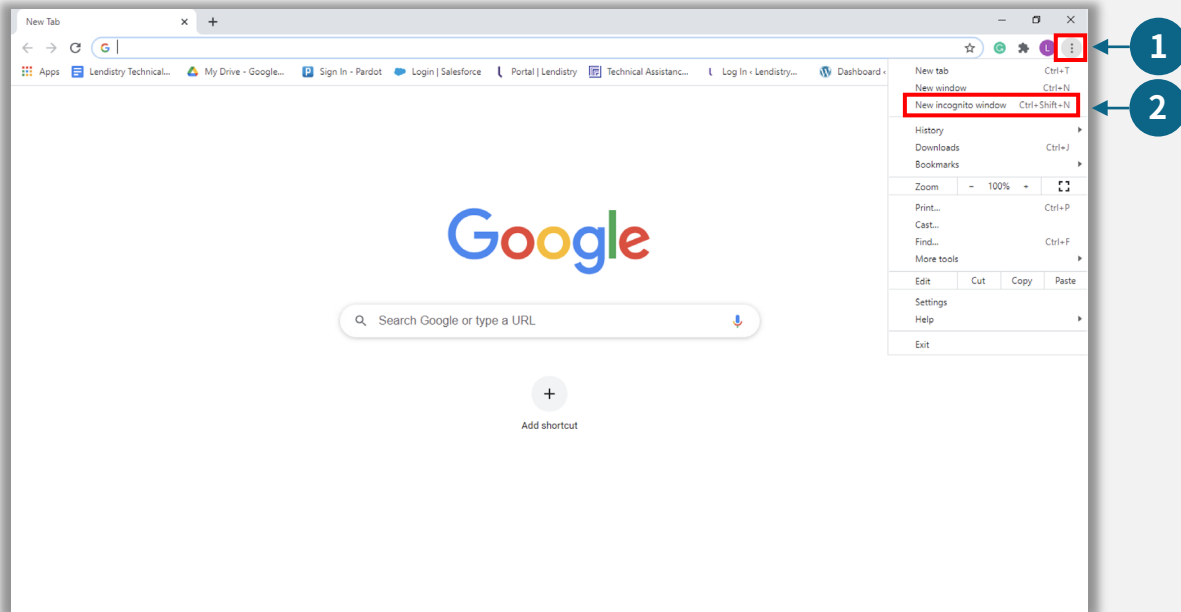 New Tab
1
G
L
Apps Lendistry Technical... My Drive - Google... P Sign In - Pardot Login | Salesforce Portal | Lendistry Technical Assistanc... Log In ‹ Lendistry... Dashboard ‹
New tab Ctrl+T
New window Ctrl+N
New incognito window Ctrl+Shift+N
2
History
Downloads Ctrl+J
Bookmarks
Zoom - 100% +
Print... Ctrl+P
Cast...
Find... Ctrl+F
More tools
Edit Cut Copy Paste
Settings
Help
Exit
Google
Search Google or type a URL
Add shortcut